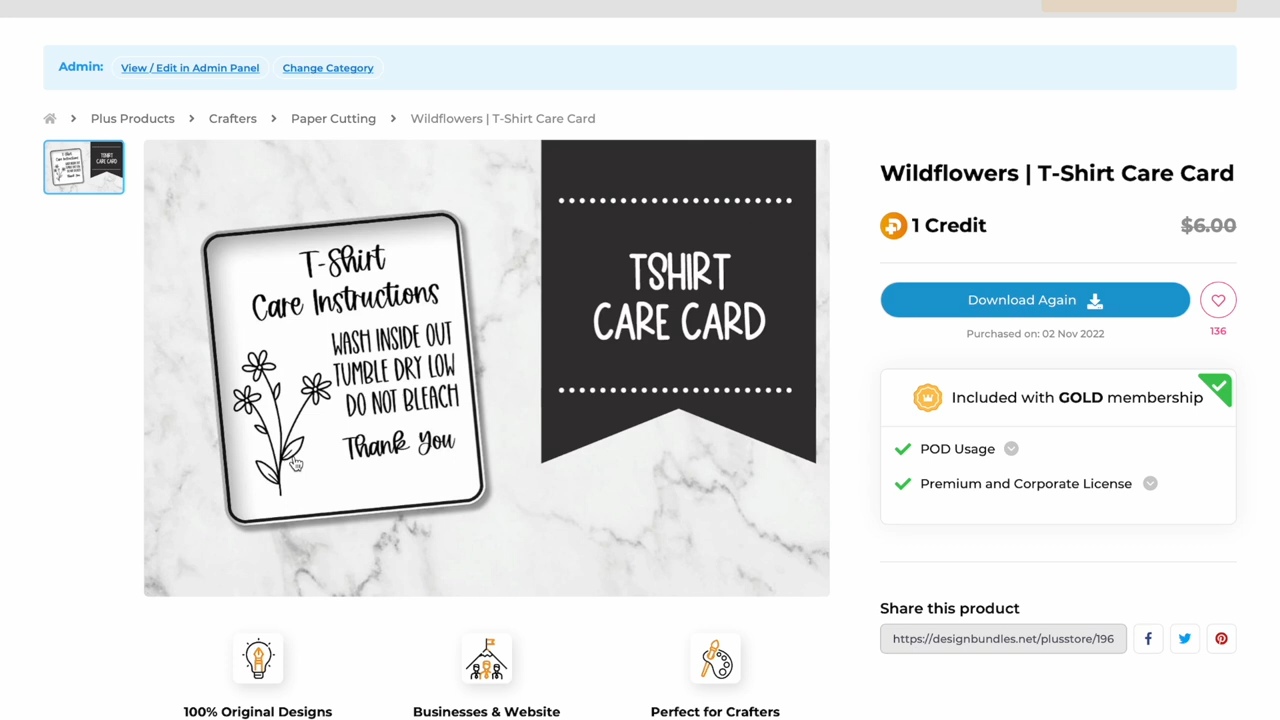 Admin: View / Edit in Admin Panel Change Category
Plus Products > Crafters > Paper Cutting > Wildflowers | T-Shirt Care Card
T-Shirt
Care Instructions
WASH INSIDE OUT
TUMBLE DRY LOW
DO NOT BLEACH
Thank You
TSHIRT
CARE CARD
Wildflowers | T-Shirt Care Card
1 Credit $6.00
Download Again
136
Purchased on: 02 Nov 2022
Included with GOLD membership
POD Usage
Premium and Corporate License
Share this product
https://designbundles.net/plusstore/196
100% Original Designs
Businesses & Website
Perfect for Crafters